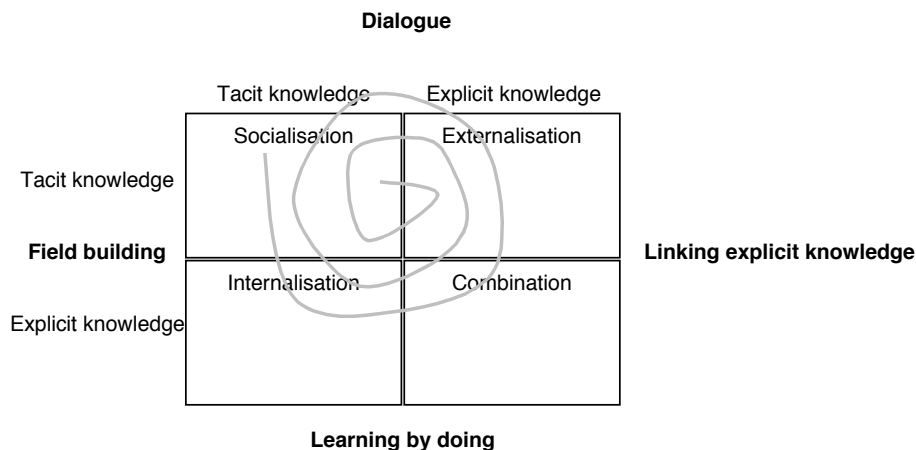 Dialogue
Tacit knowledge Explicit knowledge
Socialisation Externalisation
Tacit knowledge
Field building Linking explicit knowledge
Internalisation Combination
Explicit knowledge
Learning by doing